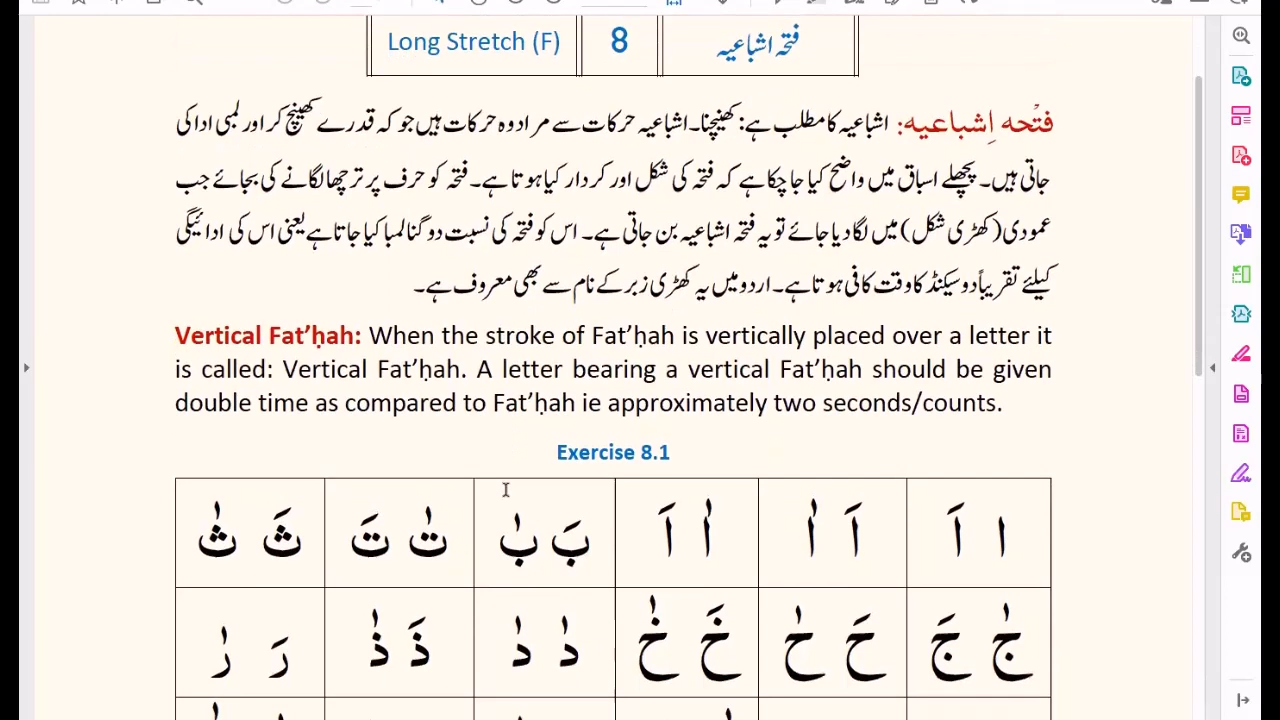 Long Stretch (F) 8 فتحہ اشباعیہ
فتْحه اِشباعیه: اشباعیہ کا مطلب ہے: کھینچنا۔ اشباعیہ حرکات سے مراد وہ حرکات ہیں جو کہ قدرے کھینچ کر اور لمبی ادا کی
جاتی ہیں۔ پچھلے اسباق میں واضح کیا جا چکا ہے کہ فتحہ کی شکل اور کردار کیا ہوتا ہے۔ فتحہ کو حرف پر ترچھا لگانے کی بجائے جب
عمودی (کھڑی شکل) میں لگا دیا جائے تو یہ فتحہ اشباعیہ بن جاتی ہے۔ اس کو فتحہ کی نسبت دو گنا لمبا کیا جاتا ہے یعنی اس کی ادائیگی
کیلئے تقریباً دو سیکنڈ کا وقت کافی ہوتا ہے۔ اردو میں یہ کھڑی زبر کے نام سے بھی معروف ہے۔
Vertical Fat’ḥah: When the stroke of Fat’ḥah is vertically placed over a letter it
is called: Vertical Fat’ḥah. A letter bearing a vertical Fat’ḥah should be given
double time as compared to Fat’ḥah ie approximately two seconds/counts.
Exercise 8.1
ا اَ اَ اٰ اٰ اَ بَ بٰ تٰ تَ ثَ ثٰ
جٰ جَ حَ حٰ خَ خٰ دٰ دٰ ذَ ذٰ رَ رٰ